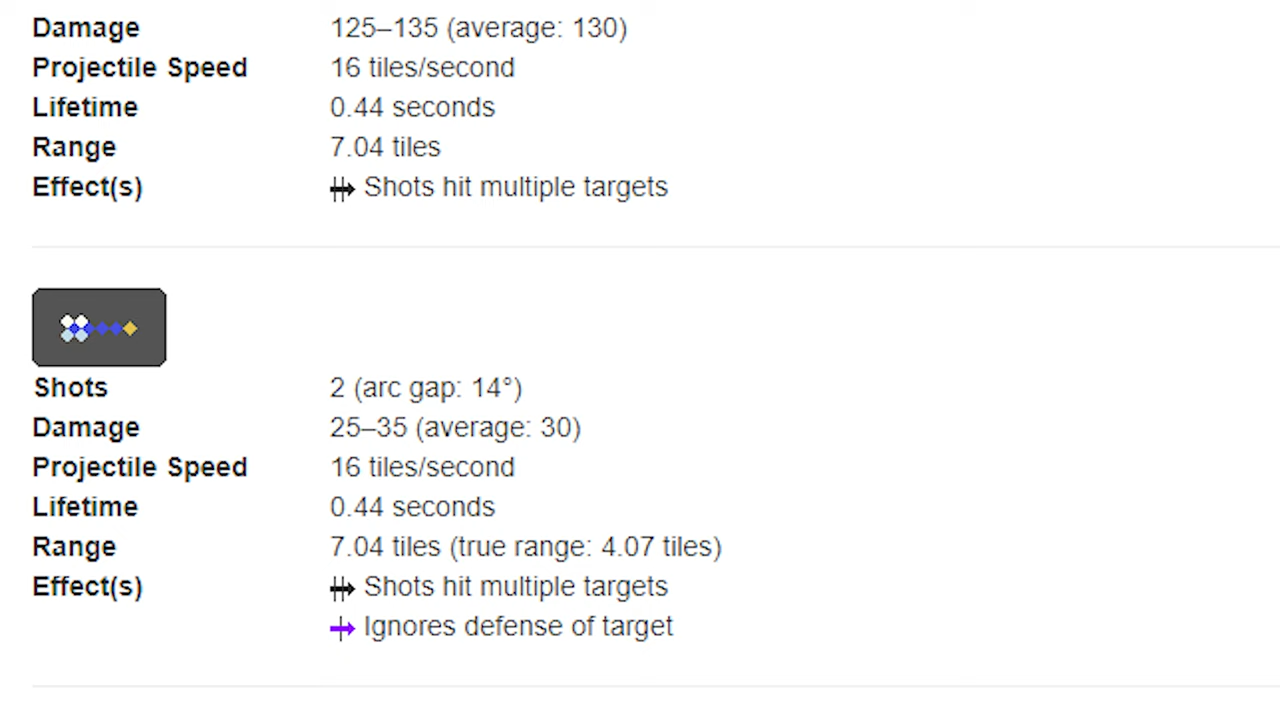 Damage 125–135 (average: 130)
Projectile Speed 16 tiles/second
Lifetime 0.44 seconds
Range 7.04 tiles
Effect(s) Shots hit multiple targets
Shots 2 (arc gap: 14°)
Damage 25–35 (average: 30)
Projectile Speed 16 tiles/second
Lifetime 0.44 seconds
Range 7.04 tiles (true range: 4.07 tiles)
Effect(s) Shots hit multiple targets
Ignores defense of target